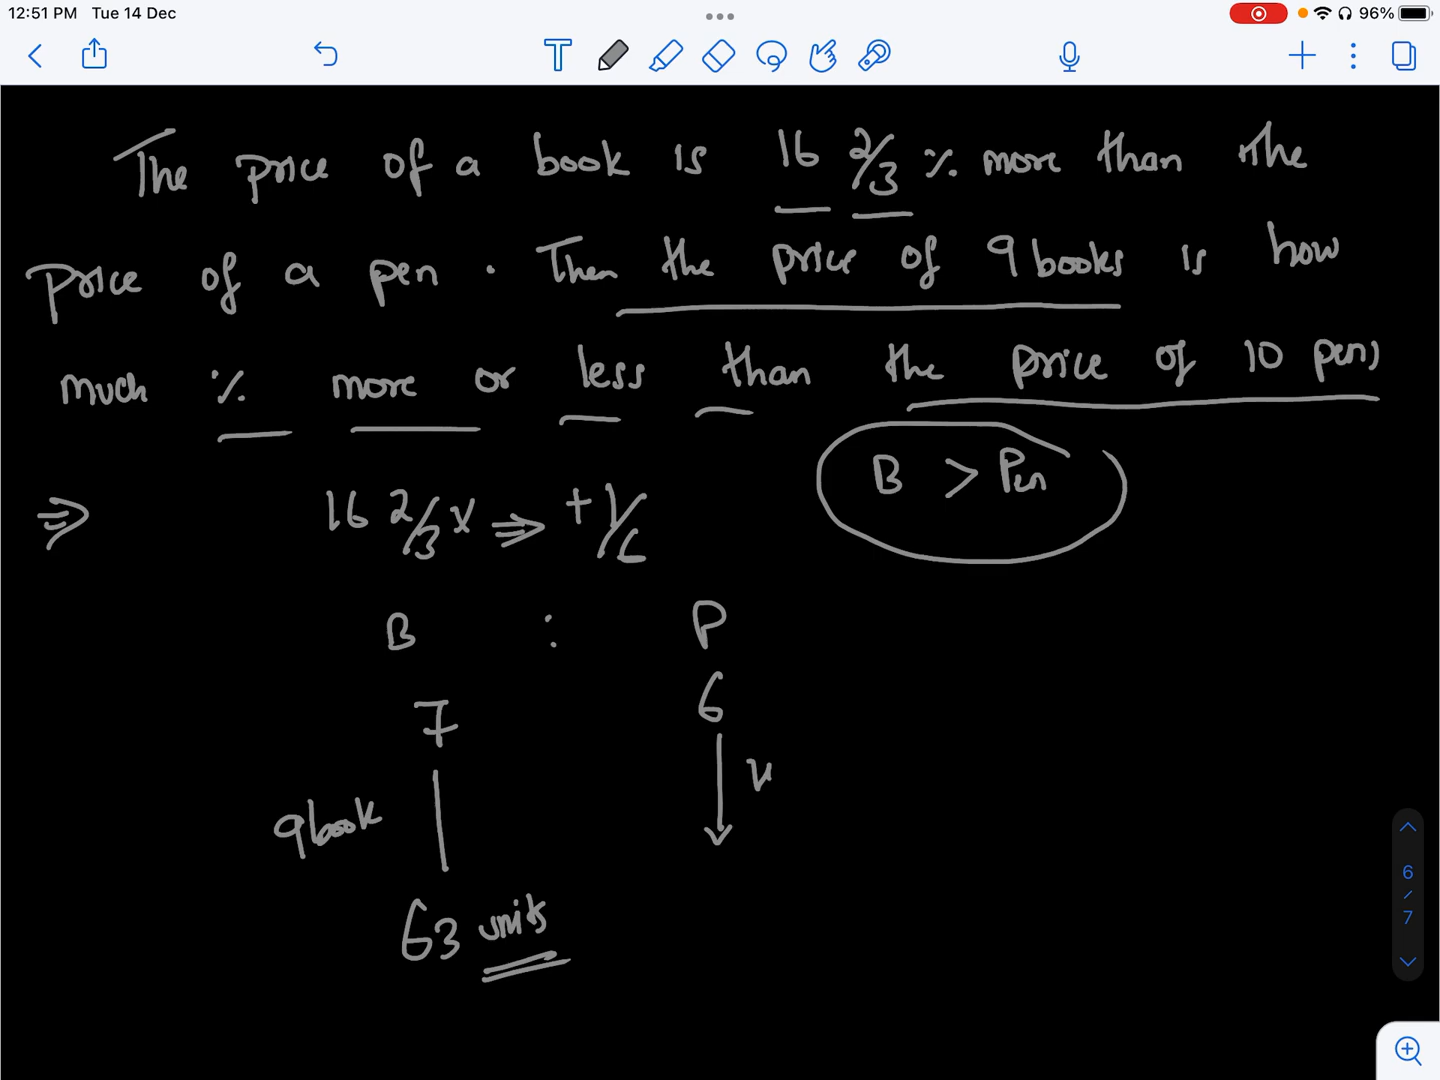 12:51 PM Tue 14 Dec
96%
The price of a book is 16 2/3 % more than the
price of a pen. Then the price of 9 books is how
much % more or less than the price of 10 pens
B > Pen
⇒ 16 2/3 % ⇒ + 1/6
B : P
7 6
9 book
63 units
6
/
7